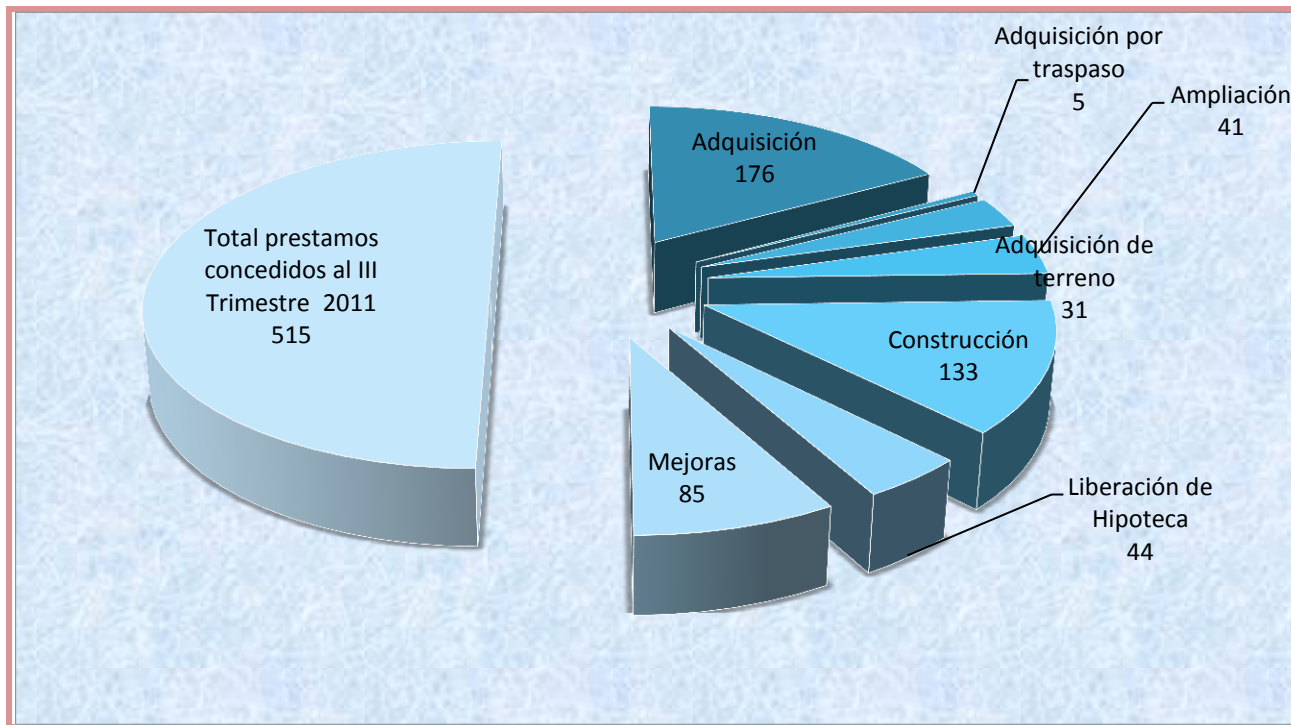 Adquisición por
traspaso
5
Ampliación
41
Adquisición
176
Total prestamos
concedidos al III
Trimestre 2011
515
Adquisición de
terreno
31
Construcción
133
Mejoras
85
Liberación de
Hipoteca
44